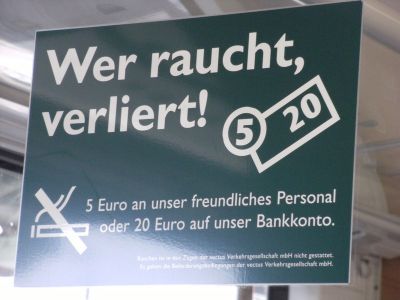 Wer raucht,
verliert!
5 20
5 Euro an unser freundliches Personal
oder 20 Euro auf unser Bankkonto.
Rauchen ist in den Zügen der vectus Verkehrsgesellschaft mbH nicht gestattet.
Es gelten die Beförderungsbedingungen der vectus Verkehrsgesellschaft mbH.